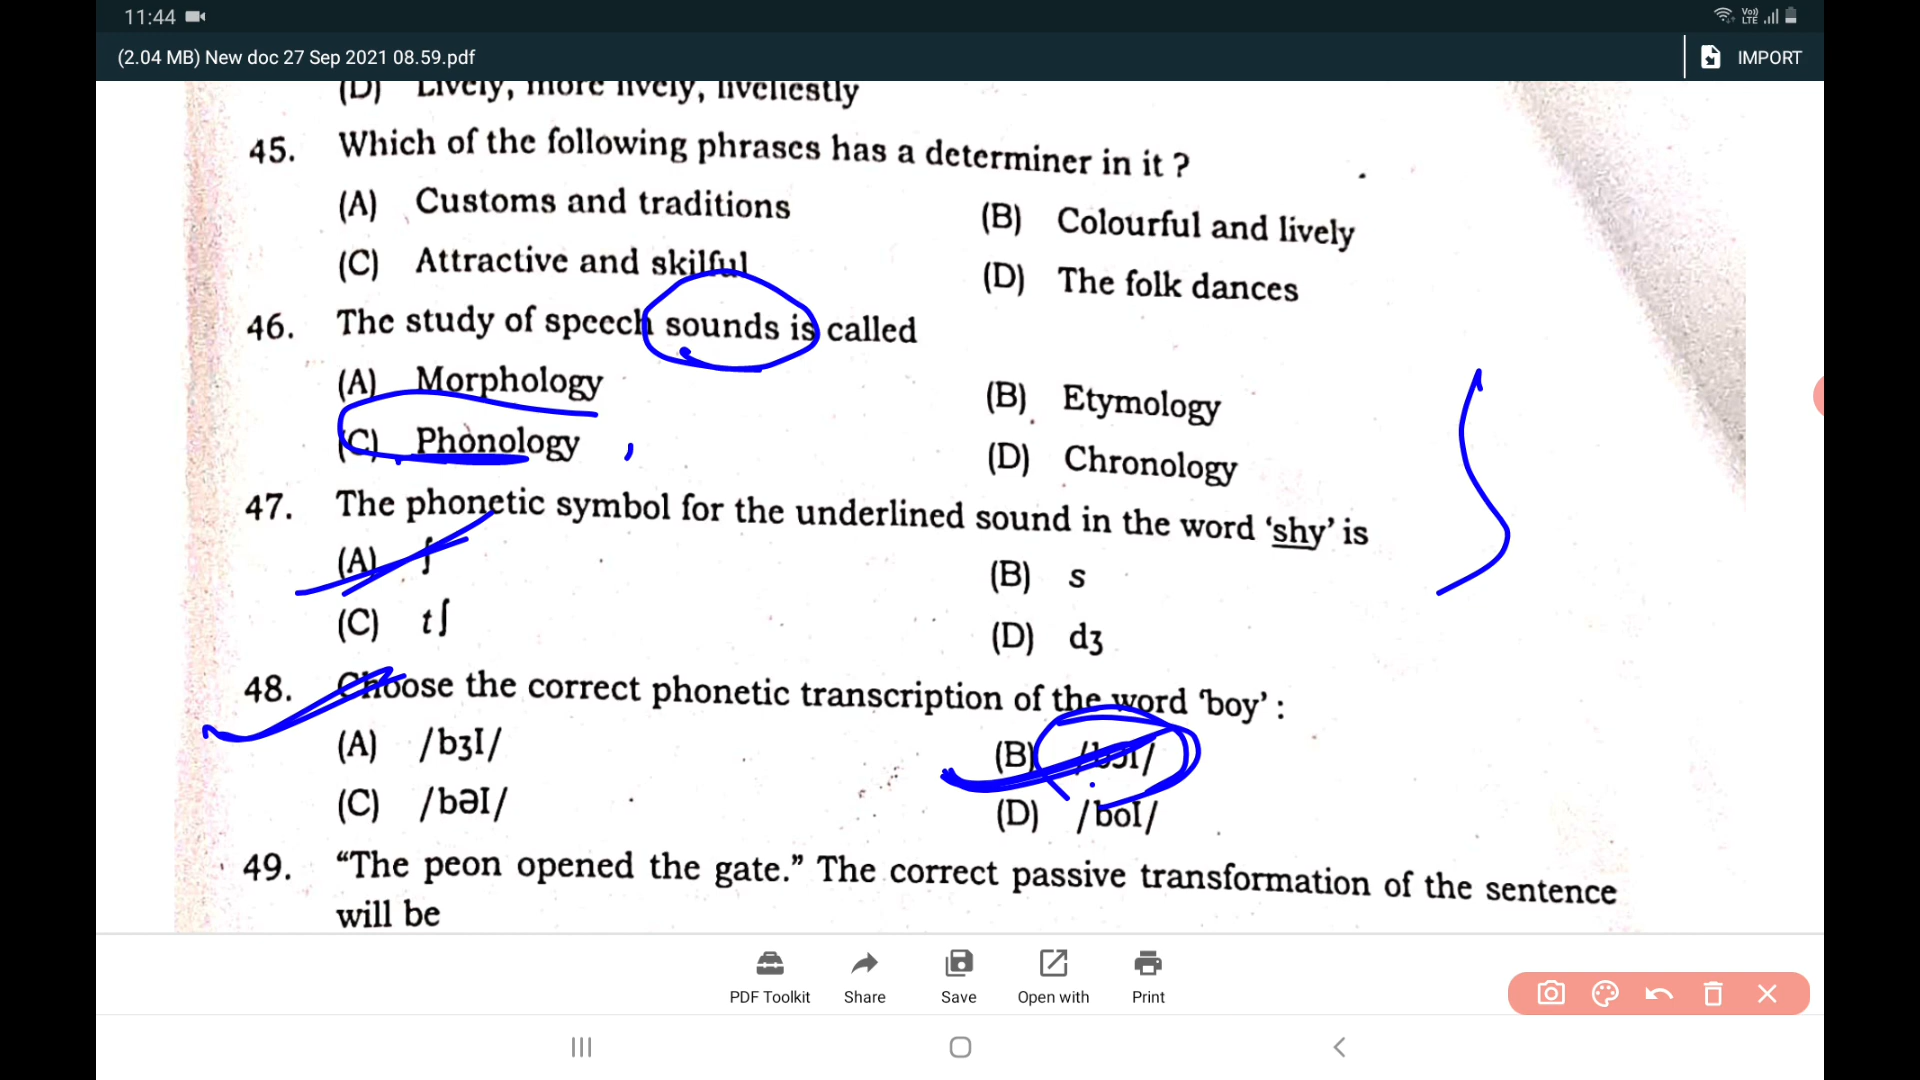 11:44
Vo)) LTE
(2.04 MB) New doc 27 Sep 2021 08.59.pdf
IMPORT
(D) Lively, more lively, liveliestly
45. Which of the following phrases has a determiner in it ?
(A) Customs and traditions
(B) Colourful and lively
(C) Attractive and skilful
(D) The folk dances
46. The study of speech sounds is called
(A) Morphology
(B) Etymology
(C) Phonology
(D) Chronology
47. The phonetic symbol for the underlined sound in the word ‘shy’ is
(A) ʃ
(B) s
(C) tʃ
(D) dʒ
48. Choose the correct phonetic transcription of the word ‘boy’ :
(A) /bʒI/
(B) /bɔI/
(C) /bəI/
(D) /boI/
49. “The peon opened the gate.” The correct passive transformation of the sentence
will be
PDF Toolkit
Share
Save
Open with
Print